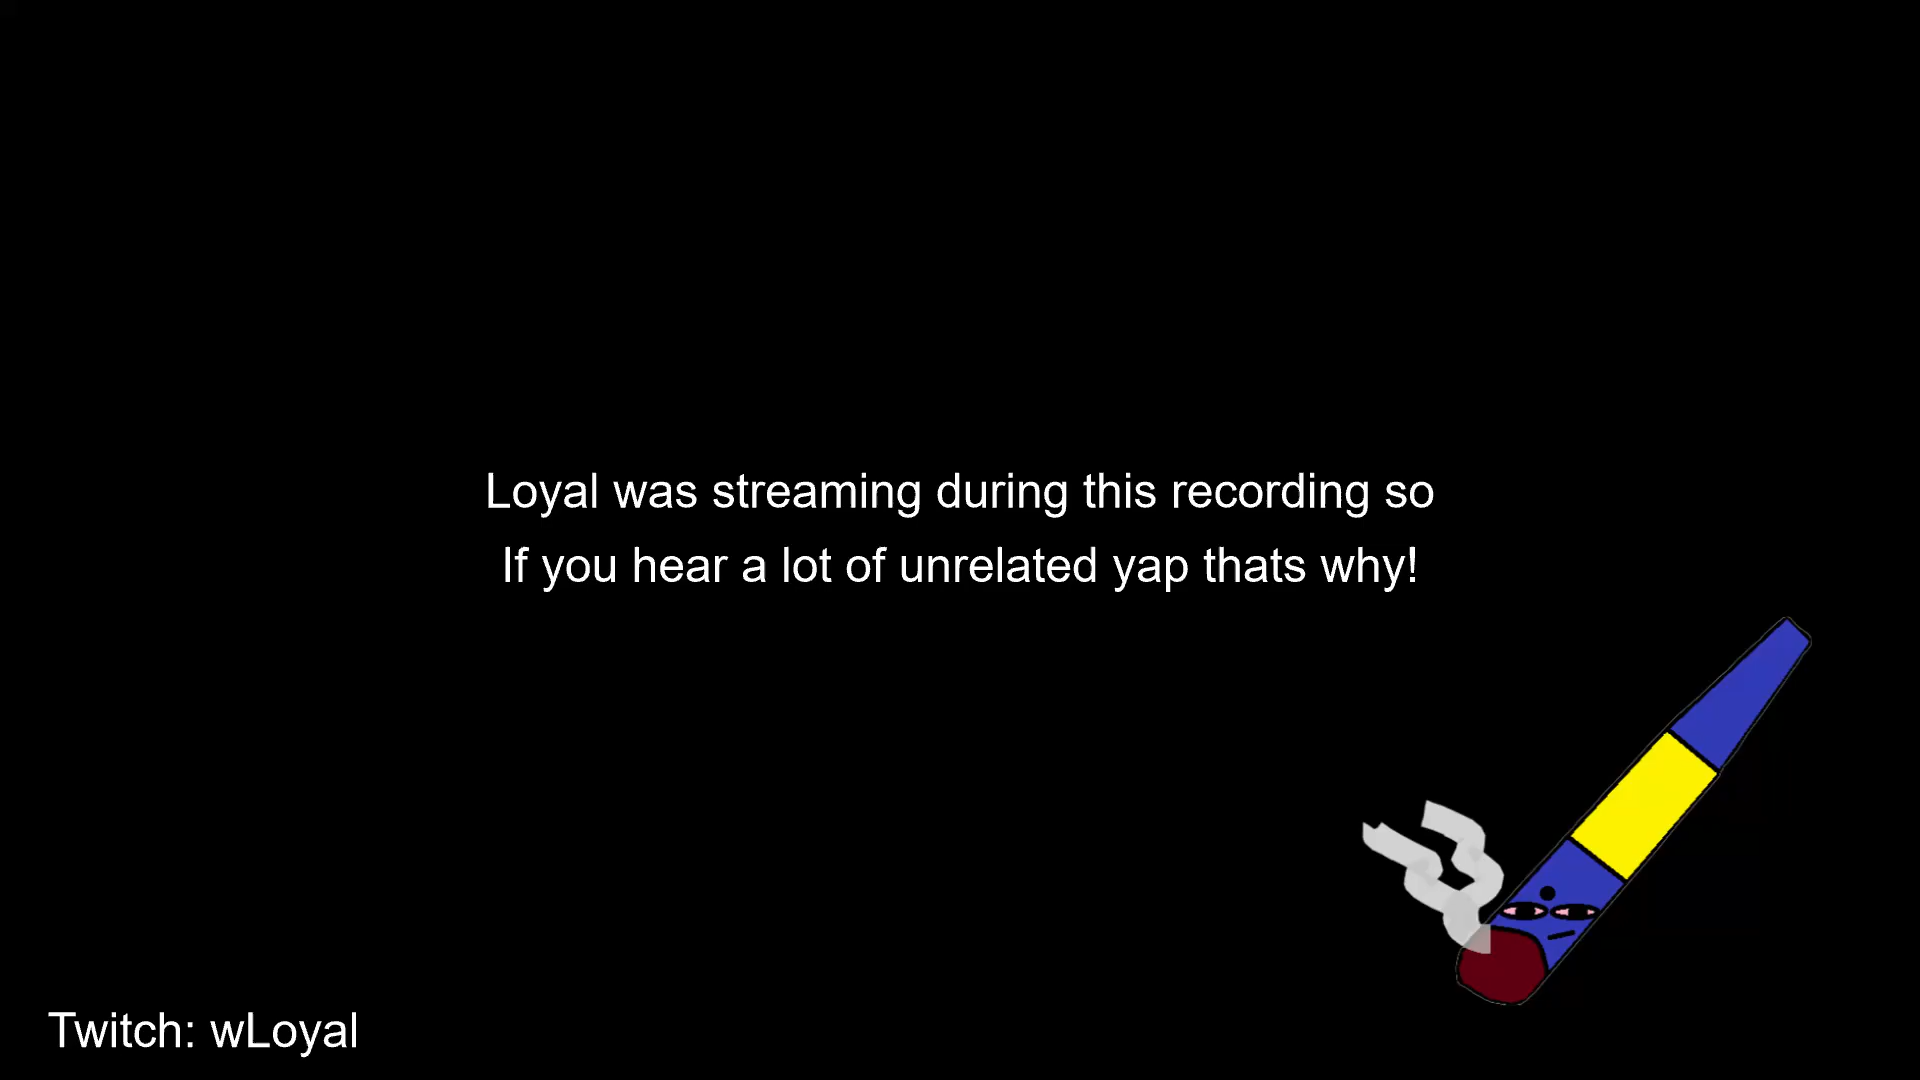 Loyal was streaming during this recording so
If you hear a lot of unrelated yap thats why!
Twitch: wLoyal